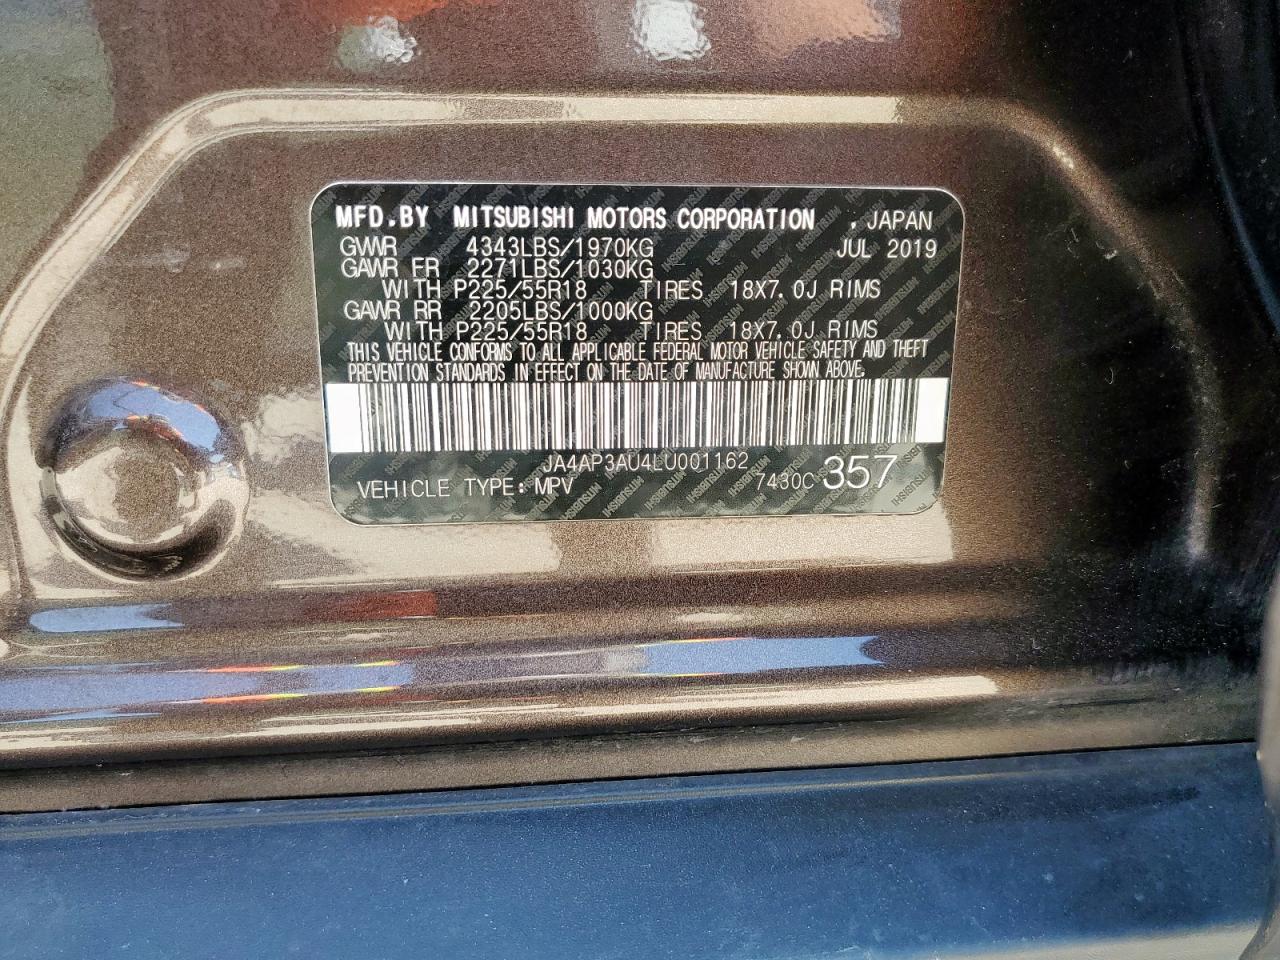 MFD.BY MITSUBISHI MOTORS CORPORATION , JAPAN
GVWR 4343LBS/1970KG JUL 2019
GAWR FR 2271LBS/1030KG
WITH P225/55R18 TIRES 18X7.0J RIMS
GAWR RR 2205LBS/1000KG
WITH P225/55R18 TIRES 18X7.0J RIMS
THIS VEHICLE CONFORMS TO ALL APPLICABLE FEDERAL MOTOR VEHICLE SAFETY AND THEFT
PREVENTION STANDARDS IN EFFECT ON THE DATE OF MANUFACTURE SHOWN ABOVE.
JA4AP3AU4LU001162
VEHICLE TYPE: MPV 7430C 357